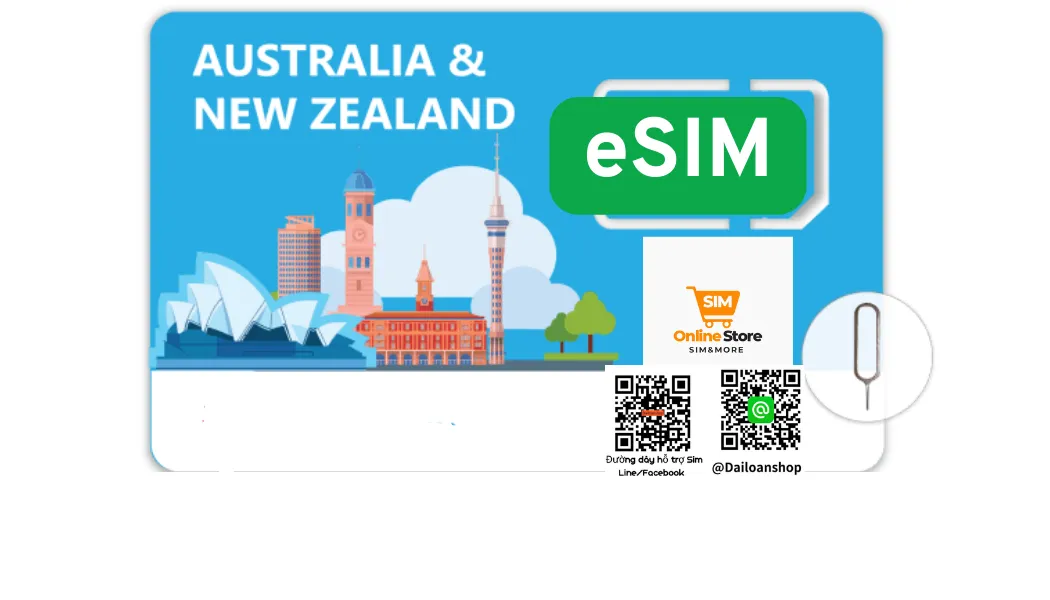 AUSTRALIA &
NEW ZEALAND
eSIM
SIM
Online Store
SIM&MORE
@
Đường dây hỗ trợ Sim
Line/Facebook
@Dailoanshop